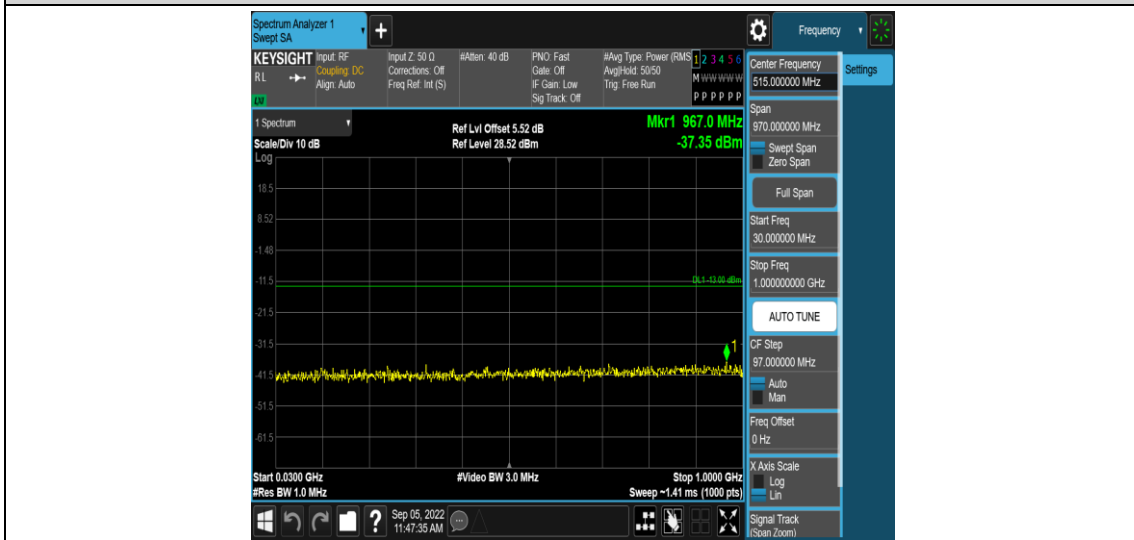 Spectrum Analyzer 1
Swept SA
+
Frequency
KEYSIGHT
RL
Input: RF
Coupling: DC
Align: Auto
Input Z: 50 Ω
Corrections: Off
Freq Ref: Int (S)
#Atten: 40 dB
PNO: Fast
Gate: Off
IF Gain: Low
Sig Track: Off
#Avg Type: Power (RMS
Avg|Hold: 50/50
Trig: Free Run
1 2 3 4 5 6
M W W W W W
P P P P P P
1 Spectrum
Scale/Div 10 dB
Log
Ref Lvl Offset 5.52 dB
Ref Level 28.52 dBm
Mkr1 967.0 MHz
-37.35 dBm
18.5
8.52
-1.48
-11.5
DL1 -13.00 dBm
-21.5
-31.5
1
-41.5
-51.5
-61.5
Start 0.0300 GHz
#Res BW 1.0 MHz
#Video BW 3.0 MHz
Stop 1.0000 GHz
Sweep ~1.41 ms (1000 pts)
?
Sep 05, 2022
11:47:35 AM
Center Frequency
515.000000 MHz
Settings
Span
970.000000 MHz
Swept Span
Zero Span
Full Span
Start Freq
30.000000 MHz
Stop Freq
1.000000000 GHz
AUTO TUNE
CF Step
97.000000 MHz
Auto
Man
Freq Offset
0 Hz
X Axis Scale
Log
Lin
Signal Track
(Span Zoom)